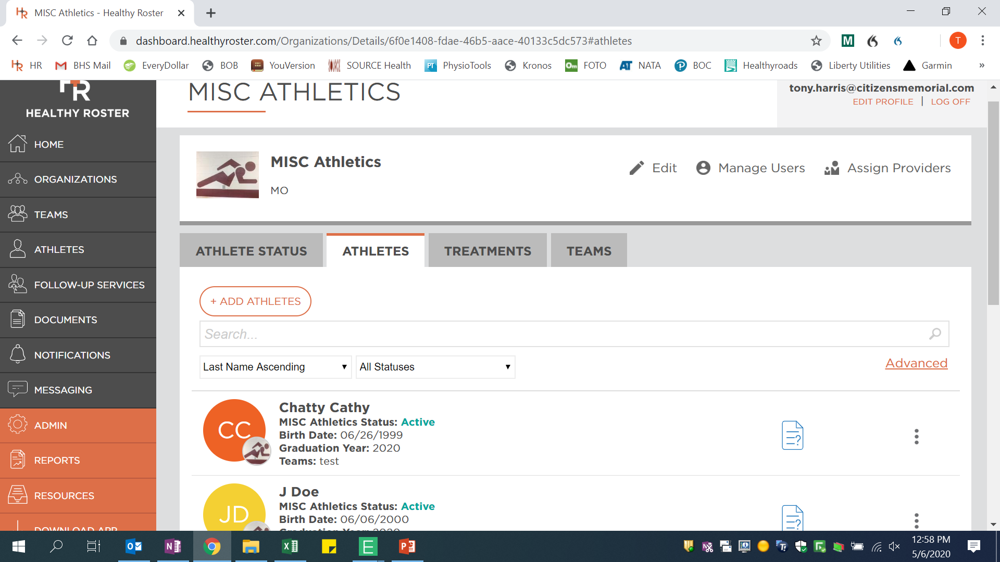 MISC Athletics - Healthy Roster
dashboard.healthyroster.com/Organizations/Details/6f0e1408-fdae-46b5-aace-40133c5dc573#athletes
M
T
HR
BHS Mail
EveryDollar
BOB
YouVersion
SOURCE Health
PT PhysioTools
Kronos
Om FOTO
AT NATA
BOC
Healthyroads
Liberty Utilities
Garmin
»
HR
HEALTHY ROSTER
HOME
ORGANIZATIONS
TEAMS
ATHLETES
FOLLOW-UP SERVICES
DOCUMENTS
NOTIFICATIONS
MESSAGING
ADMIN
REPORTS
RESOURCES
DOWNLOAD APP
MISC ATHLETICS
tony.harris@citizensmemorial.com
EDIT PROFILE | LOG OFF
MISC Athletics
MO
Edit
Manage Users
Assign Providers
ATHLETE STATUS
ATHLETES
TREATMENTS
TEAMS
+ ADD ATHLETES
Search...
Last Name Ascending
All Statuses
Advanced
CC
Chatty Cathy
MISC Athletics Status: Active
Birth Date: 06/26/1999
Graduation Year: 2020
Teams: test
JD
J Doe
MISC Athletics Status: Active
Birth Date: 06/06/2000
Graduation Year: 2020
12:58 PM
5/6/2020